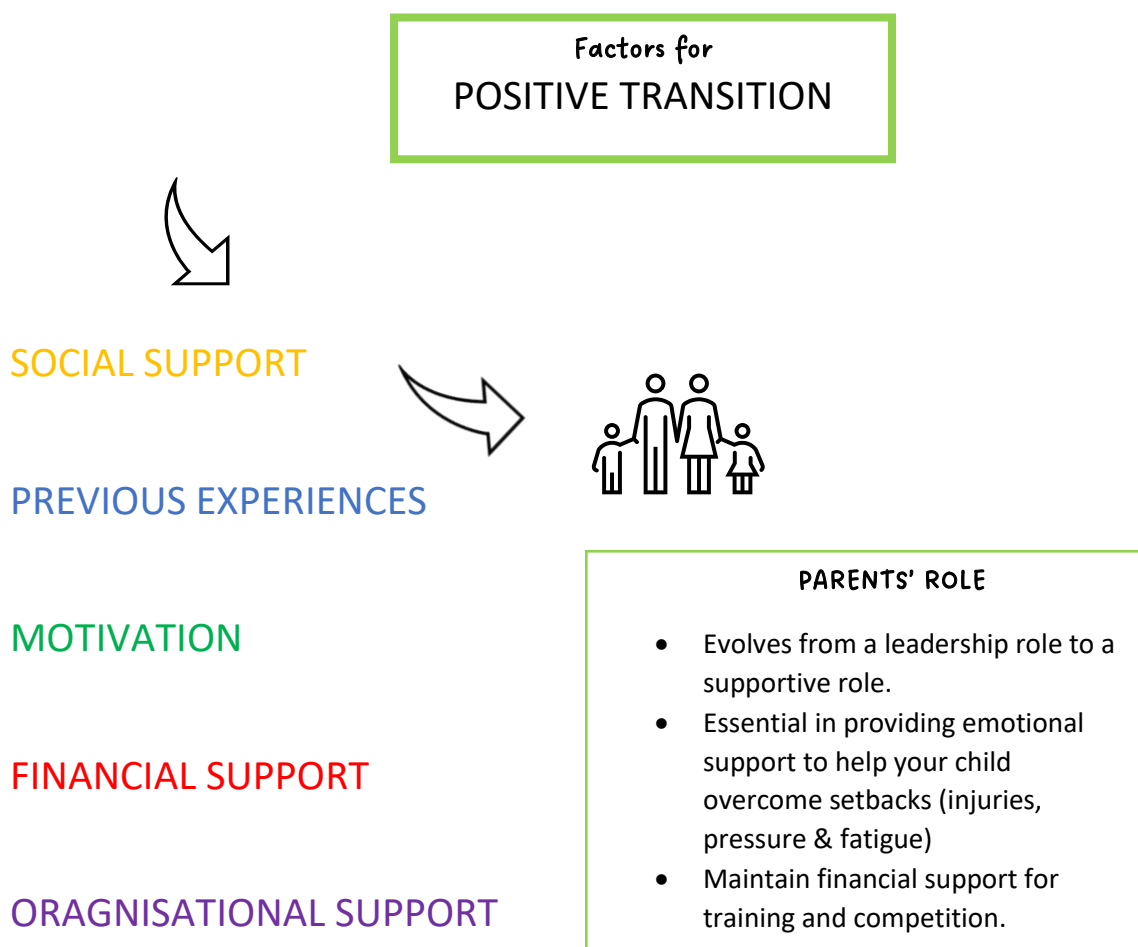 Factors for
POSITIVE TRANSITION
SOCIAL SUPPORT
PREVIOUS EXPERIENCES
MOTIVATION
FINANCIAL SUPPORT
ORAGNISATIONAL SUPPORT
PARENTS' ROLE
• Evolves from a leadership role to a
supportive role.
• Essential in providing emotional
support to help your child
overcome setbacks (injuries,
pressure & fatigue)
• Maintain financial support for
training and competition.